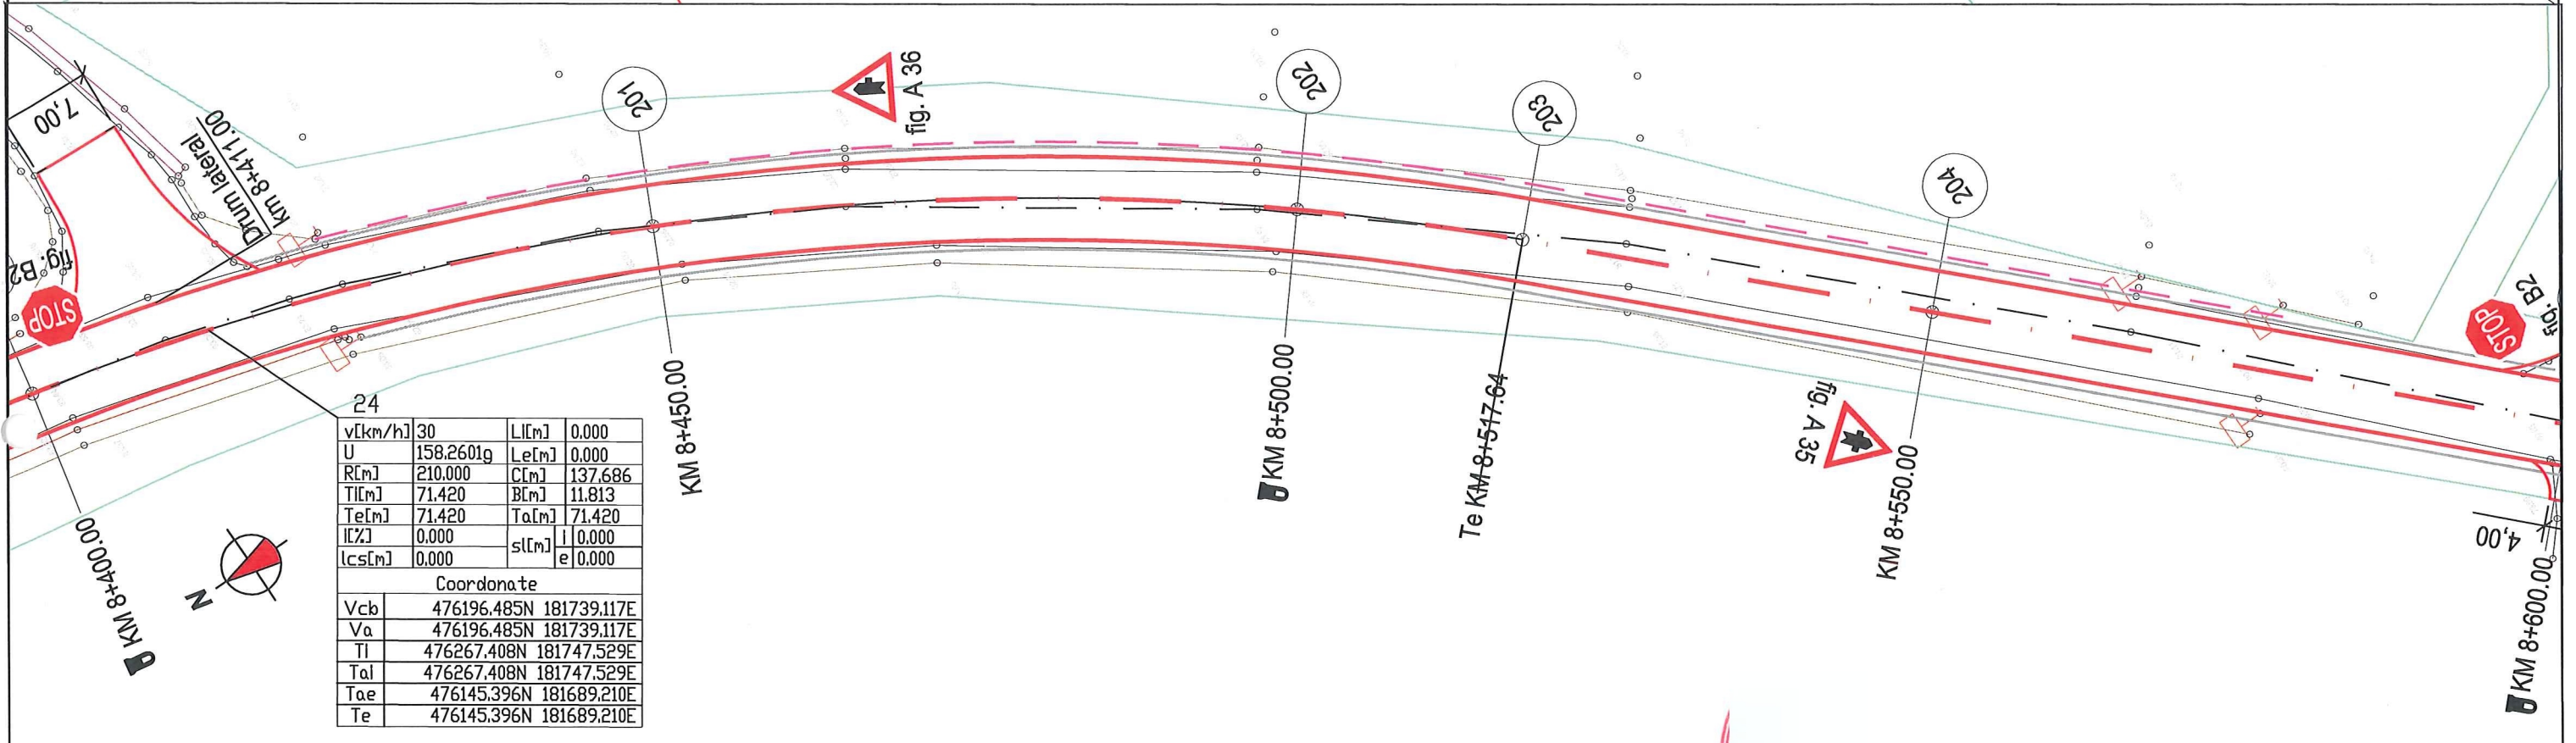 7,00
Drum lateral
km 8+411.00
fig. B2
STOP
201
fig. A 36
202
203
204
STOP
fig. B2
KM 8+400.00
N
KM 8+450.00
KM 8+500.00
Te KM 8+517.64
fig. A 35
KM 8+550.00
4,00
KM 8+600.00
24
v[km/h] 30 Ll[m] 0.000
U 158.2601g Le[m] 0.000
R[m] 210.000 C[m] 137.686
Tl[m] 71.420 B[m] 11.813
Te[m] 71.420 Ta[m] 71.420
i[%] 0.000 sl[m] i 0.000
lcs[m] 0.000 e 0.000
Coordonate
Vcb 476196.485N 181739.117E
Va 476196.485N 181739.117E
Tl 476267.408N 181747.529E
Tal 476267.408N 181747.529E
Tae 476145.396N 181689.210E
Te 476145.396N 181689.210E